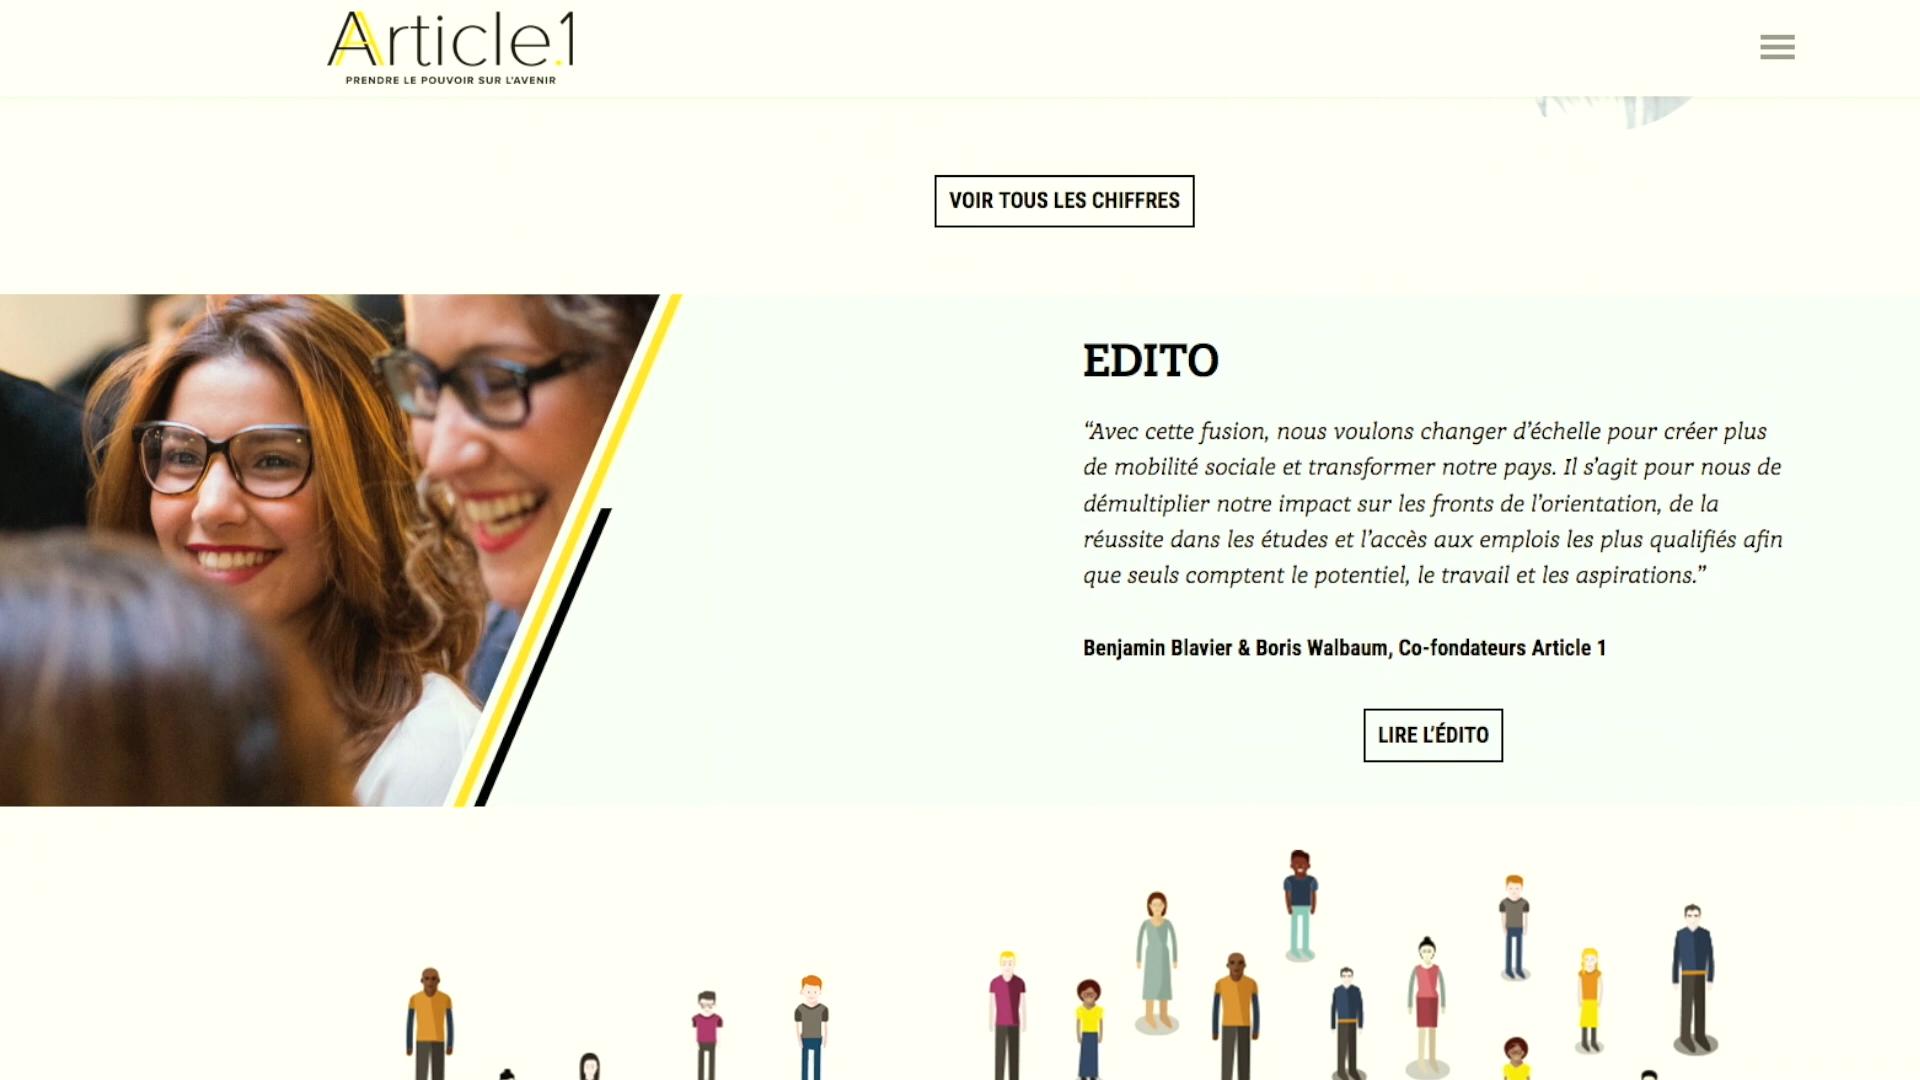 Article.1
PRENDRE LE POUVOIR SUR L'AVENIR
VOIR TOUS LES CHIFFRES
EDITO
“Avec cette fusion, nous voulons changer d’échelle pour créer plus
de mobilité sociale et transformer notre pays. Il s’agit pour nous de
démultiplier notre impact sur les fronts de l’orientation, de la
réussite dans les études et l’accès aux emplois les plus qualifiés afin
que seuls comptent le potentiel, le travail et les aspirations.”
Benjamin Blavier & Boris Walbaum, Co-fondateurs Article 1
LIRE L’ÉDITO